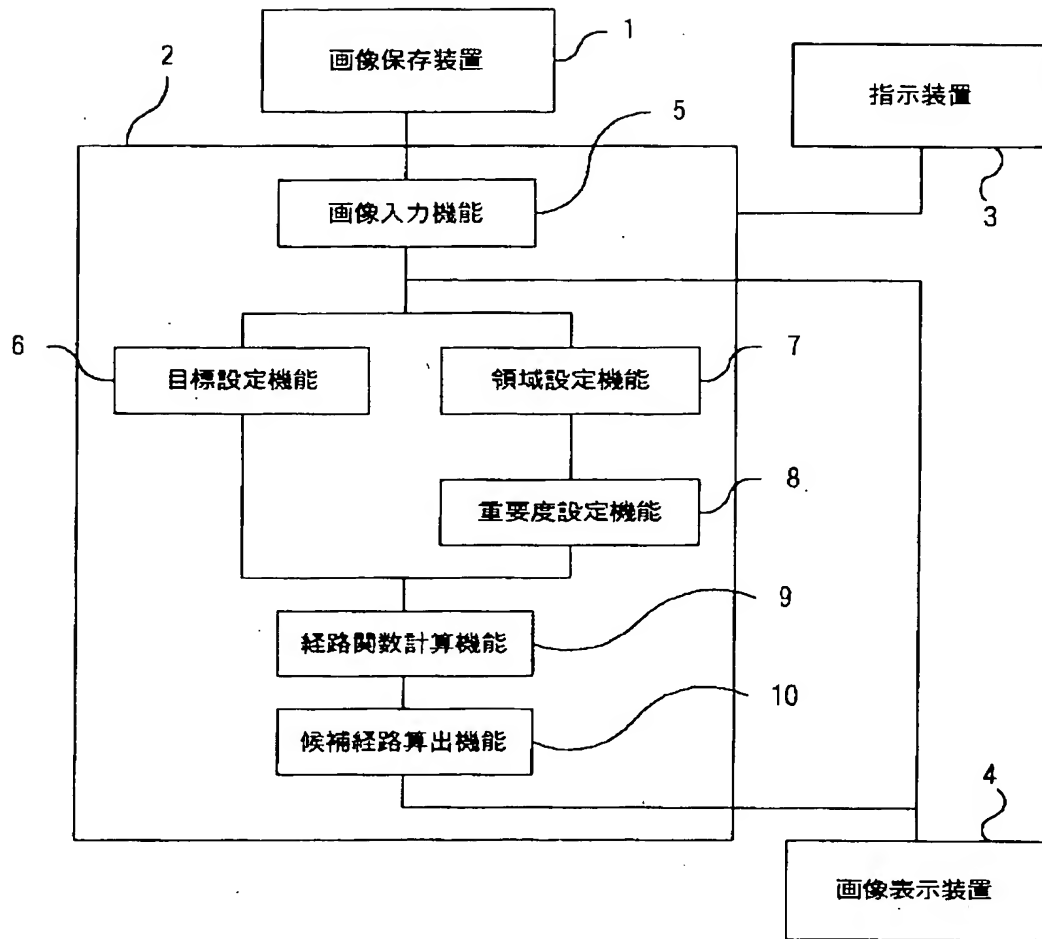 1
画像保存装置
2
指示装置
3
5
画像入力機能
6
目標設定機能
7
領域設定機能
8
重要度設定機能
9
経路関数計算機能
10
候補経路算出機能
4
画像表示装置